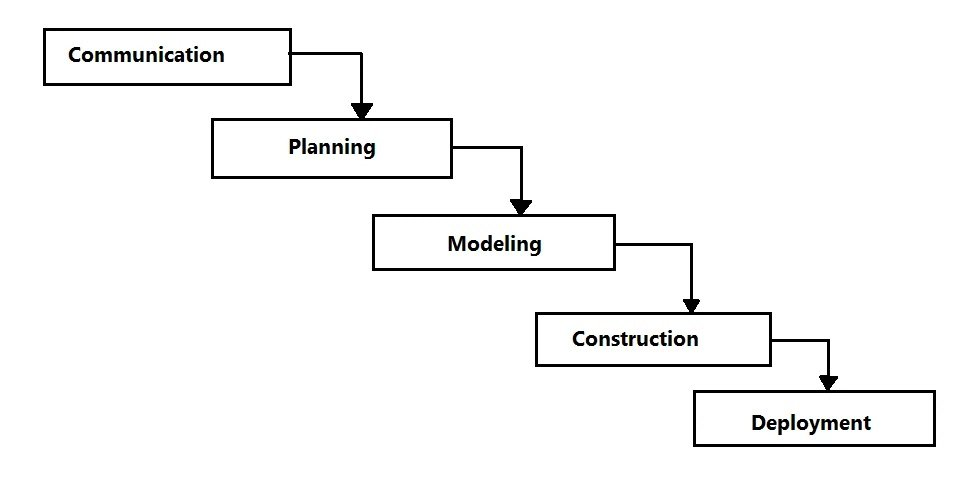 Communication
Planning
Modeling
Construction
Deployment